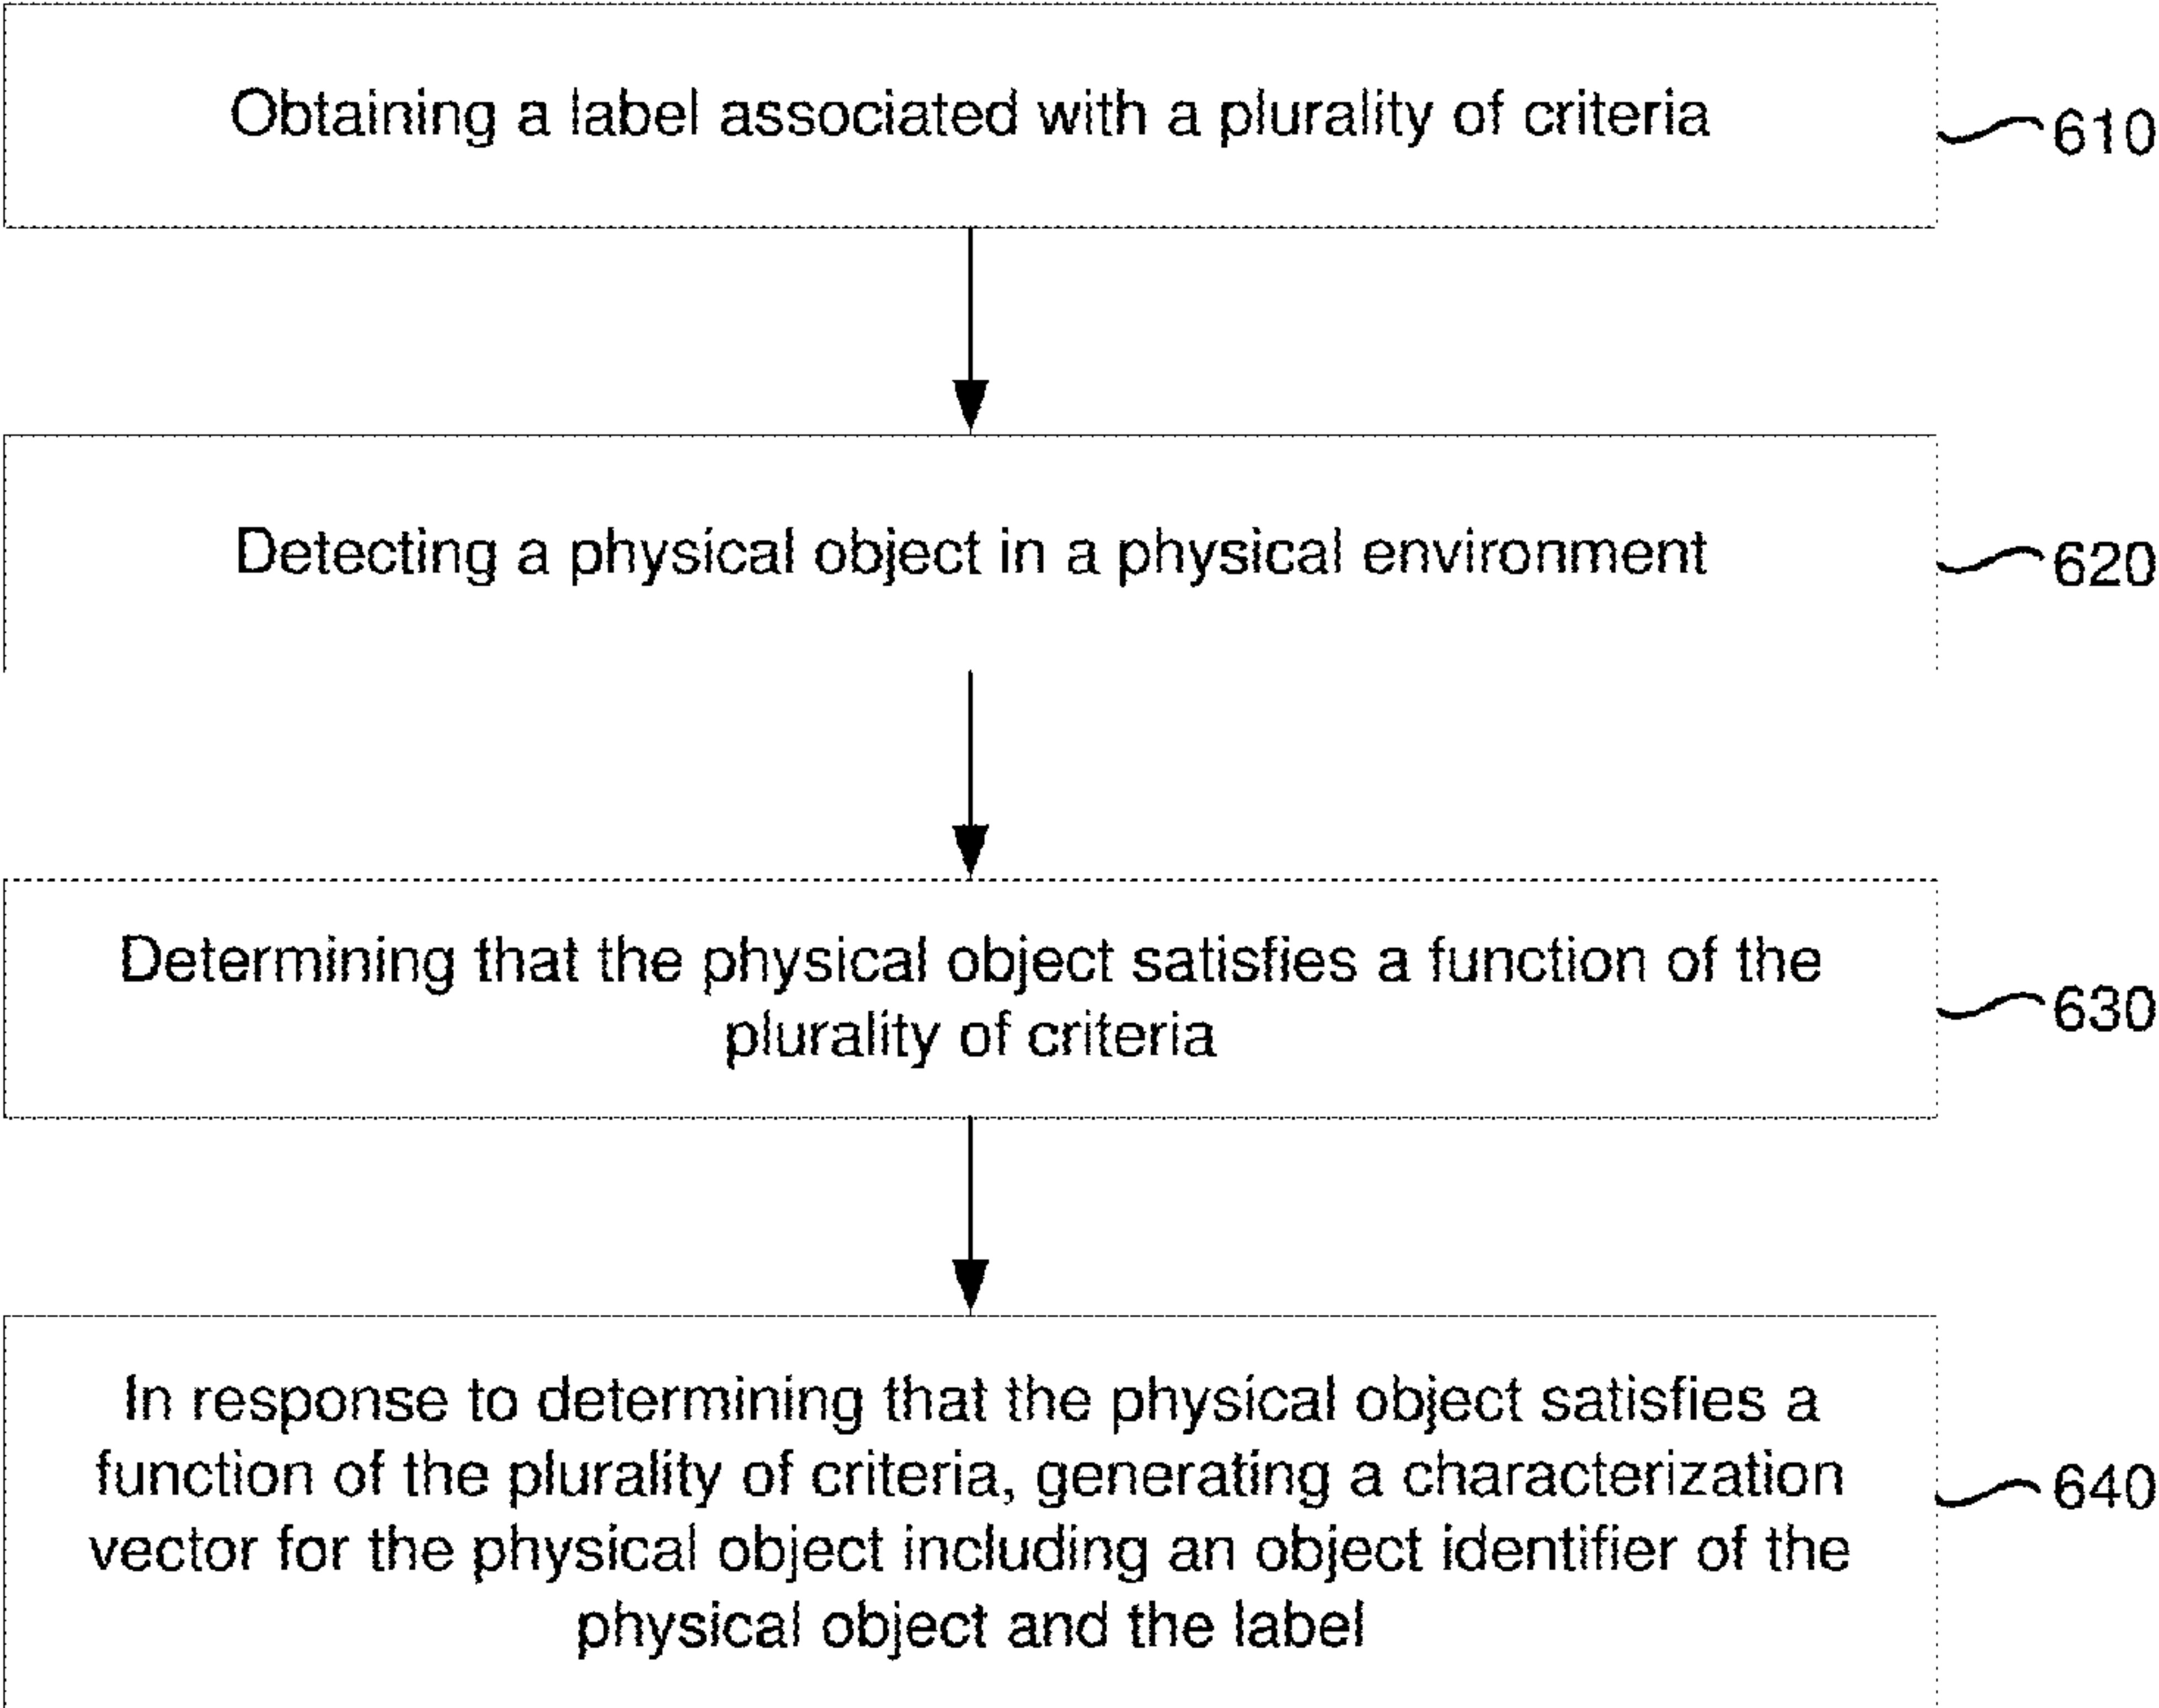 Obtaining a label associated with a plurality of criteria
610
Detecting a physical object in a physical environment
620
Determining that the physical object satisfies a function of the
plurality of criteria
630
In response to determining that the physical object satisfies a
function of the plurality of criteria, generating a characterization
vector for the physical object including an object identifier of the
physical object and the label
640